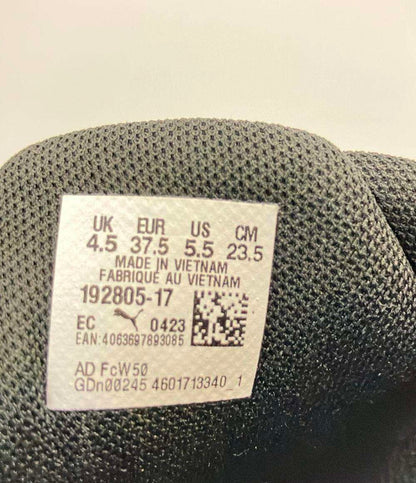 UK EUR US CM
4.5 37.5 5.5 23.5
MADE IN VIETNAM
FABRIQUÉ AU VIETNAM
192805-17
EC 0423
EAN:4063697893085
AD FcW50
GDn00245 4601713340_1